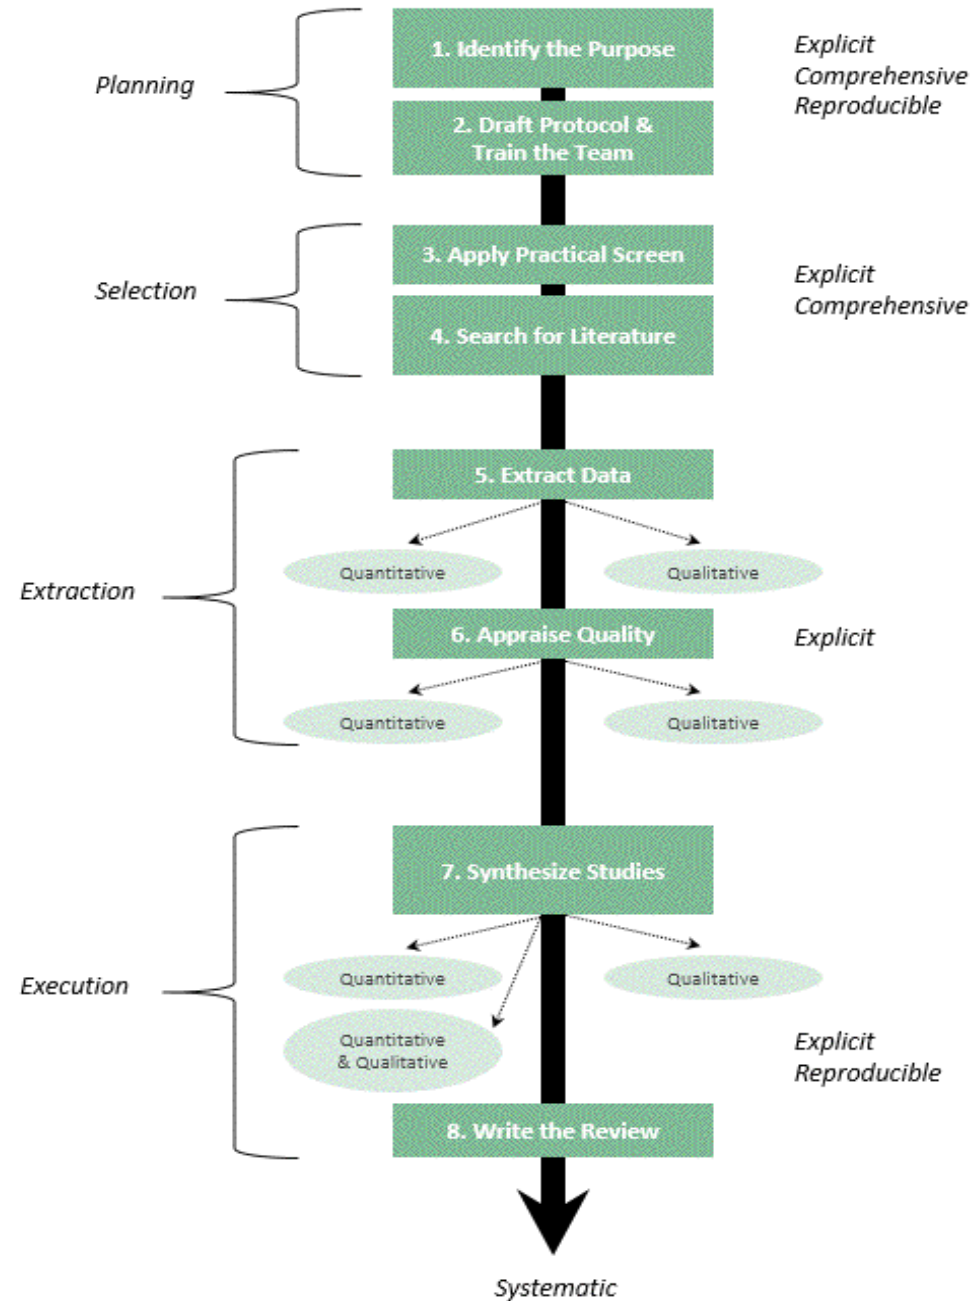 Planning
1. Identify the Purpose
Explicit
Comprehensive
Reproducible
2. Draft Protocol &
Train the Team
Selection
3. Apply Practical Screen
Explicit
Comprehensive
4. Search for Literature
Extraction
5. Extract Data
Quantitative
Qualitative
6. Appraise Quality
Explicit
Quantitative
Qualitative
Execution
7. Synthesize Studies
Quantitative
Qualitative
Quantitative
& Qualitative
Explicit
Reproducible
8. Write the Review
Systematic